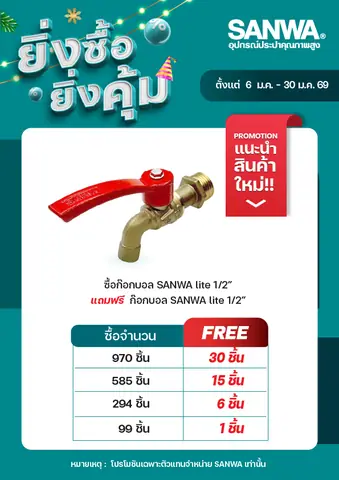 ยิ่งซื้อ
ยิ่งคุ้ม
%
SANWA®
อุปกรณ์ประปาคุณภาพสูง
ตั้งแต่ 6 ม.ค. - 30 ม.ค. 69
PROMOTION
แนะนำ
สินค้า
ใหม่!!
ซื้อก๊อกบอล SANWA lite 1/2”
แถมฟรี ก๊อกบอล SANWA lite 1/2”
ซื้อจำนวน FREE
970 ชิ้น 30 ชิ้น
585 ชิ้น 15 ชิ้น
294 ชิ้น 6 ชิ้น
99 ชิ้น 1 ชิ้น
หมายเหตุ : โปรโมชันเฉพาะตัวแทนจำหน่าย SANWA เท่านั้น